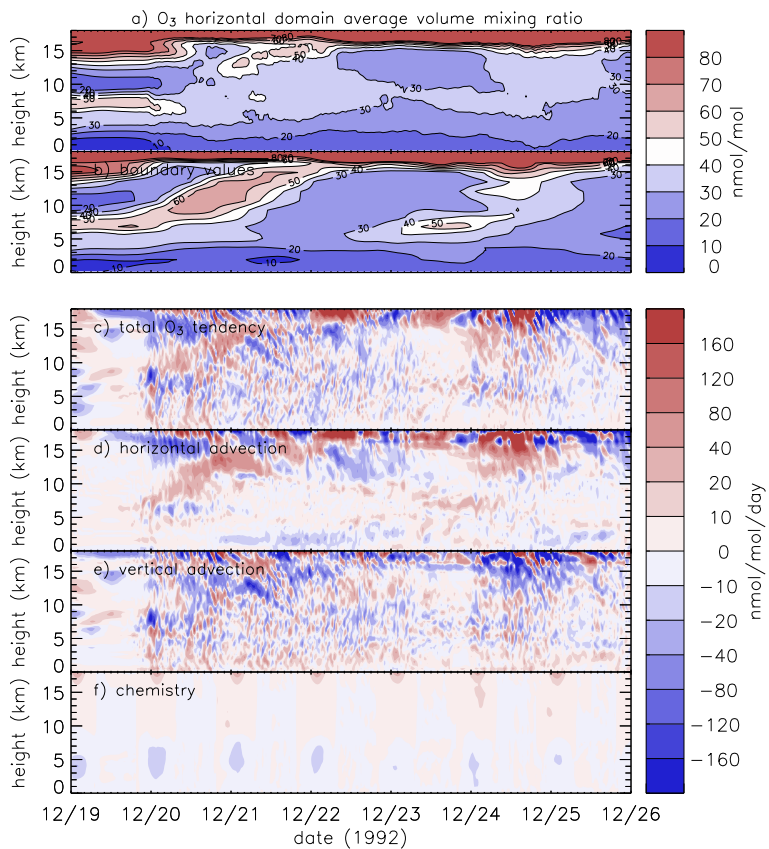 a) O₃ horizontal domain average volume mixing ratio
height (km)
15
10
5
0
80
70
60
50
40
30
20
10
0
nmol/mol
b) boundary values
height (km)
15
10
5
0
c) total O₃ tendency
height (km)
15
10
5
0
d) horizontal advection
height (km)
15
10
5
0
e) vertical advection
height (km)
15
10
5
0
f) chemistry
height (km)
15
10
5
0
160
120
80
40
20
10
0
−10
−20
−40
−80
−120
−160
nmol/mol/day
12/19 12/20 12/21 12/22 12/23 12/24 12/25 12/26
date (1992)